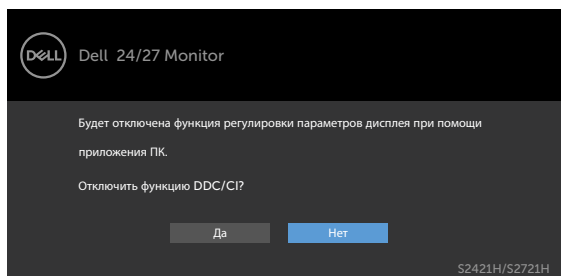 DELL Dell 24/27 Monitor
Будет отключена функция регулировки параметров дисплея при помощи
приложения ПК.
Отключить функцию DDC/CI?
Да Нет
S2421H/S2721H